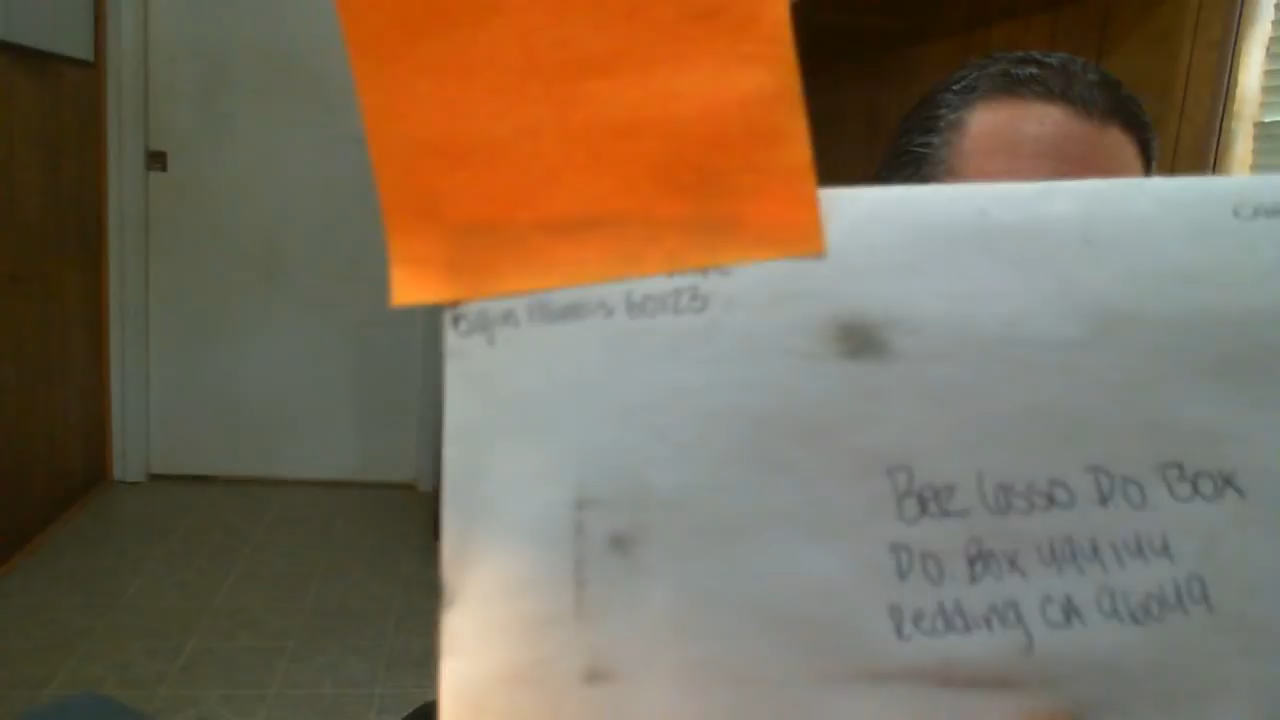 Elgin Illinois 60123
Bee Lasso PO Box
PO. Box 494144
Redding CA 96049